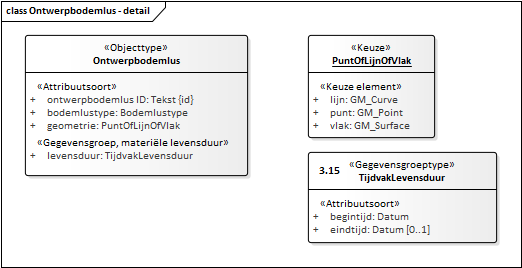 class Ontwerpbodemlus - detail
«Objecttype»
Ontwerpbodemlus
«Attribuutsoort»
+ ontwerpbodemlus ID: Tekst {id}
+ bodemlustype: Bodemlustype
+ geometrie: PuntOfLijnOfVlak
«Gegevensgroep, materiële levensduur»
+ levensduur: TijdvakLevensduur
«Keuze»
PuntOfLijnOfVlak
«Keuze element»
+ lijn: GM_Curve
+ punt: GM_Point
+ vlak: GM_Surface
3.15 «Gegevensgroeptype»
TijdvakLevensduur
«Attribuutsoort»
+ begintijd: Datum
+ eindtijd: Datum [0..1]